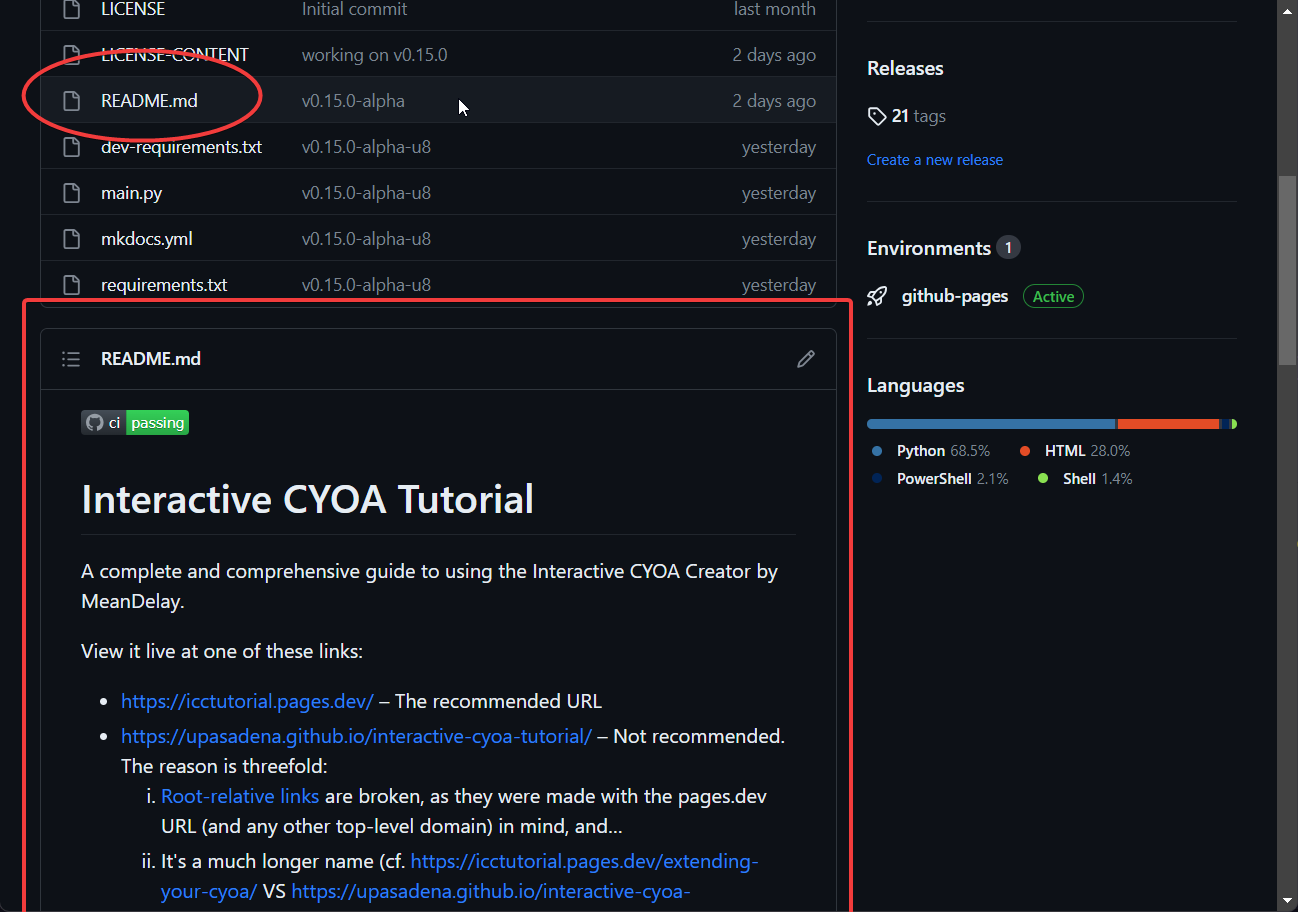 LICENSE Initial commit last month
LICENSE-CONTENT working on v0.15.0 2 days ago
README.md v0.15.0-alpha 2 days ago
dev-requirements.txt v0.15.0-alpha-u8 yesterday
main.py v0.15.0-alpha-u8 yesterday
mkdocs.yml v0.15.0-alpha-u8 yesterday
requirements.txt v0.15.0-alpha-u8 yesterday
README.md
ci passing
Interactive CYOA Tutorial
A complete and comprehensive guide to using the Interactive CYOA Creator by
MeanDelay.
View it live at one of these links:
• https://icctutorial.pages.dev/ – The recommended URL
• https://upasadena.github.io/interactive-cyoa-tutorial/ – Not recommended.
The reason is threefold:
i. Root-relative links are broken, as they were made with the pages.dev
URL (and any other top-level domain) in mind, and...
ii. It's a much longer name (cf. https://icctutorial.pages.dev/extending-
your-cyoa/ VS https://upasadena.github.io/interactive-cyoa-
Releases
21 tags
Create a new release
Environments 1
github-pages Active
Languages
Python 68.5% HTML 28.0%
PowerShell 2.1% Shell 1.4%